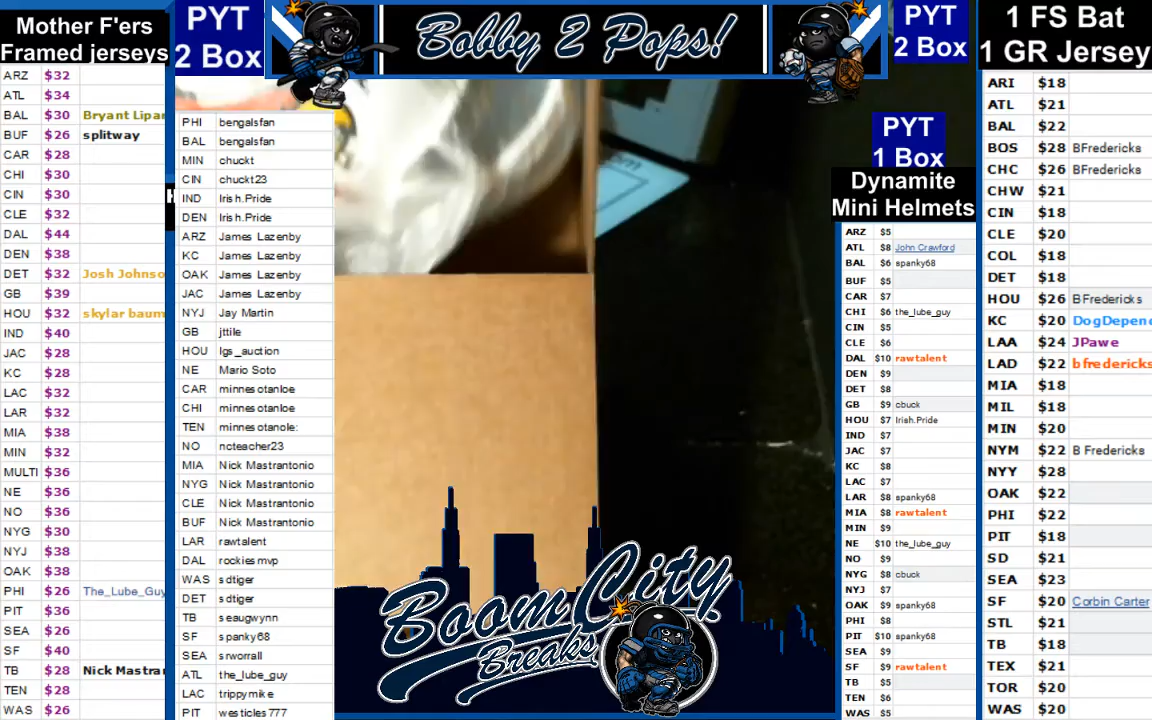 Mother F'ers
Framed jerseys
ARZ $32
ATL $34
BAL $30 Bryant Lipar
BUF $26 splitway
CAR $28
CHI $30
CIN $30
CLE $32
DAL $44
DEN $38
DET $32 Josh Johnso
GB $39
HOU $32 skylar baum
IND $40
JAC $28
KC $28
LAC $32
LAR $32
MIA $38
MIN $32
MULTI $36
NE $36
NO $36
NYG $30
NYJ $38
OAK $38
PHI $26 The_Lube_Guy
PIT $36
SEA $26
SF $40
TB $28 Nick Mastran
TEN $28
WAS $26
PYT
2 Box
PHI bengalsfan
BAL bengalsfan
MIN chuckt
CIN chuckt23
IND Irish.Pride
DEN Irish.Pride
ARZ James Lazenby
KC James Lazenby
OAK James Lazenby
JAC James Lazenby
NYJ Jay Martin
GB jttile
HOU lgs_auction
NE Mario Soto
CAR minnesotanloe
CHI minnesotanloe
TEN minnesotanole:
NO ncteacher23
MIA Nick Mastrantonio
NYG Nick Mastrantonio
CLE Nick Mastrantonio
BUF Nick Mastrantonio
LAR rawtalent
DAL rockiesmvp
WAS sdtiger
DET sdtiger
TB seaugwynn
SF spanky68
SEA srworrall
ATL the_lube_guy
LAC trippymike
PIT westicles777
Bobby 2 Pops!
Boom City
Breaks
PYT
2 Box
PYT
1 Box
Dynamite
Mini Helmets
ARZ $5
ATL $8 John Crawford
BAL $6 spanky68
BUF $5
CAR $7
CHI $6 the_lube_guy
CIN $5
CLE $6
DAL $10 rawtalent
DEN $9
DET $8
GB $9 cbuck
HOU $7 Irish.Pride
IND $7
JAC $7
KC $8
LAC $7
LAR $8 spanky68
MIA $8 rawtalent
MIN $9
NE $10 the_lube_guy
NO $9
NYG $8 cbuck
NYJ $7
OAK $9 spanky68
PHI $8
PIT $10 spanky68
SEA $9
SF $9 rawtalent
TB $5
TEN $6
WAS $5
1 FS Bat
1 GR Jersey
ARI $18
ATL $21
BAL $22
BOS $28 BFredericks
CHC $26 BFredericks
CHW $21
CIN $18
CLE $20
COL $18
DET $18
HOU $26 BFredericks
KC $20 DogDepen
LAA $24 JPawe
LAD $22 bfredericks
MIA $18
MIL $18
MIN $20
NYM $22 B Fredericks
NYY $28
OAK $22
PHI $22
PIT $18
SD $21
SEA $23
SF $20 Corbin Carter
STL $21
TB $18
TEX $21
TOR $20
WAS $20